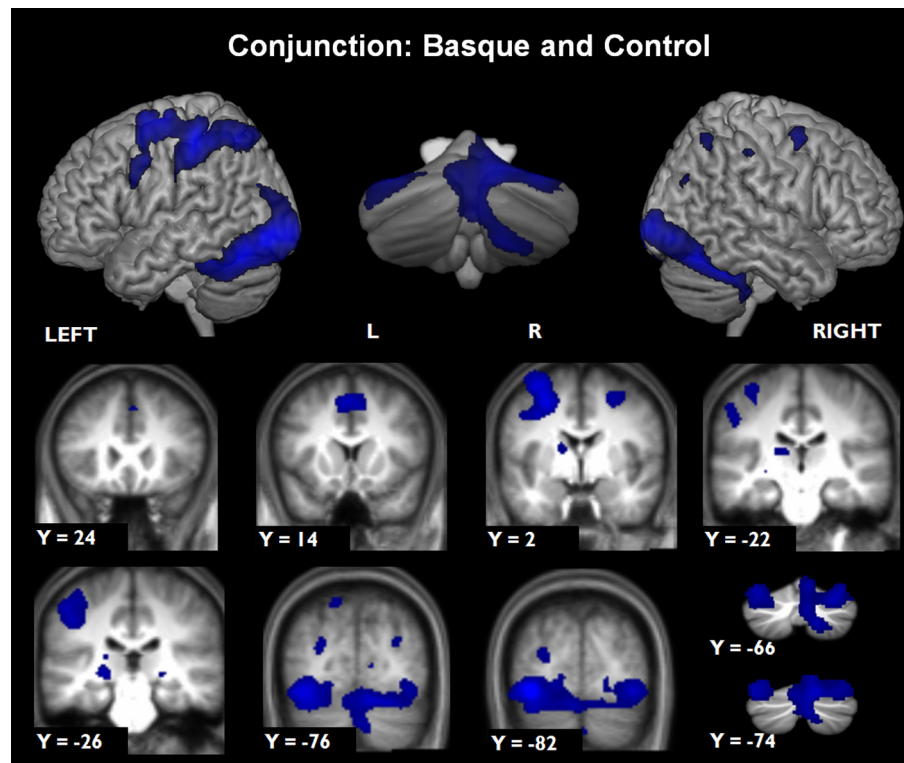 Conjunction: Basque and Control
LEFT
L
R
RIGHT
Y = 24
Y = 14
Y = 2
Y = -22
Y = -26
Y = -76
Y = -82
Y = -66
Y = -74